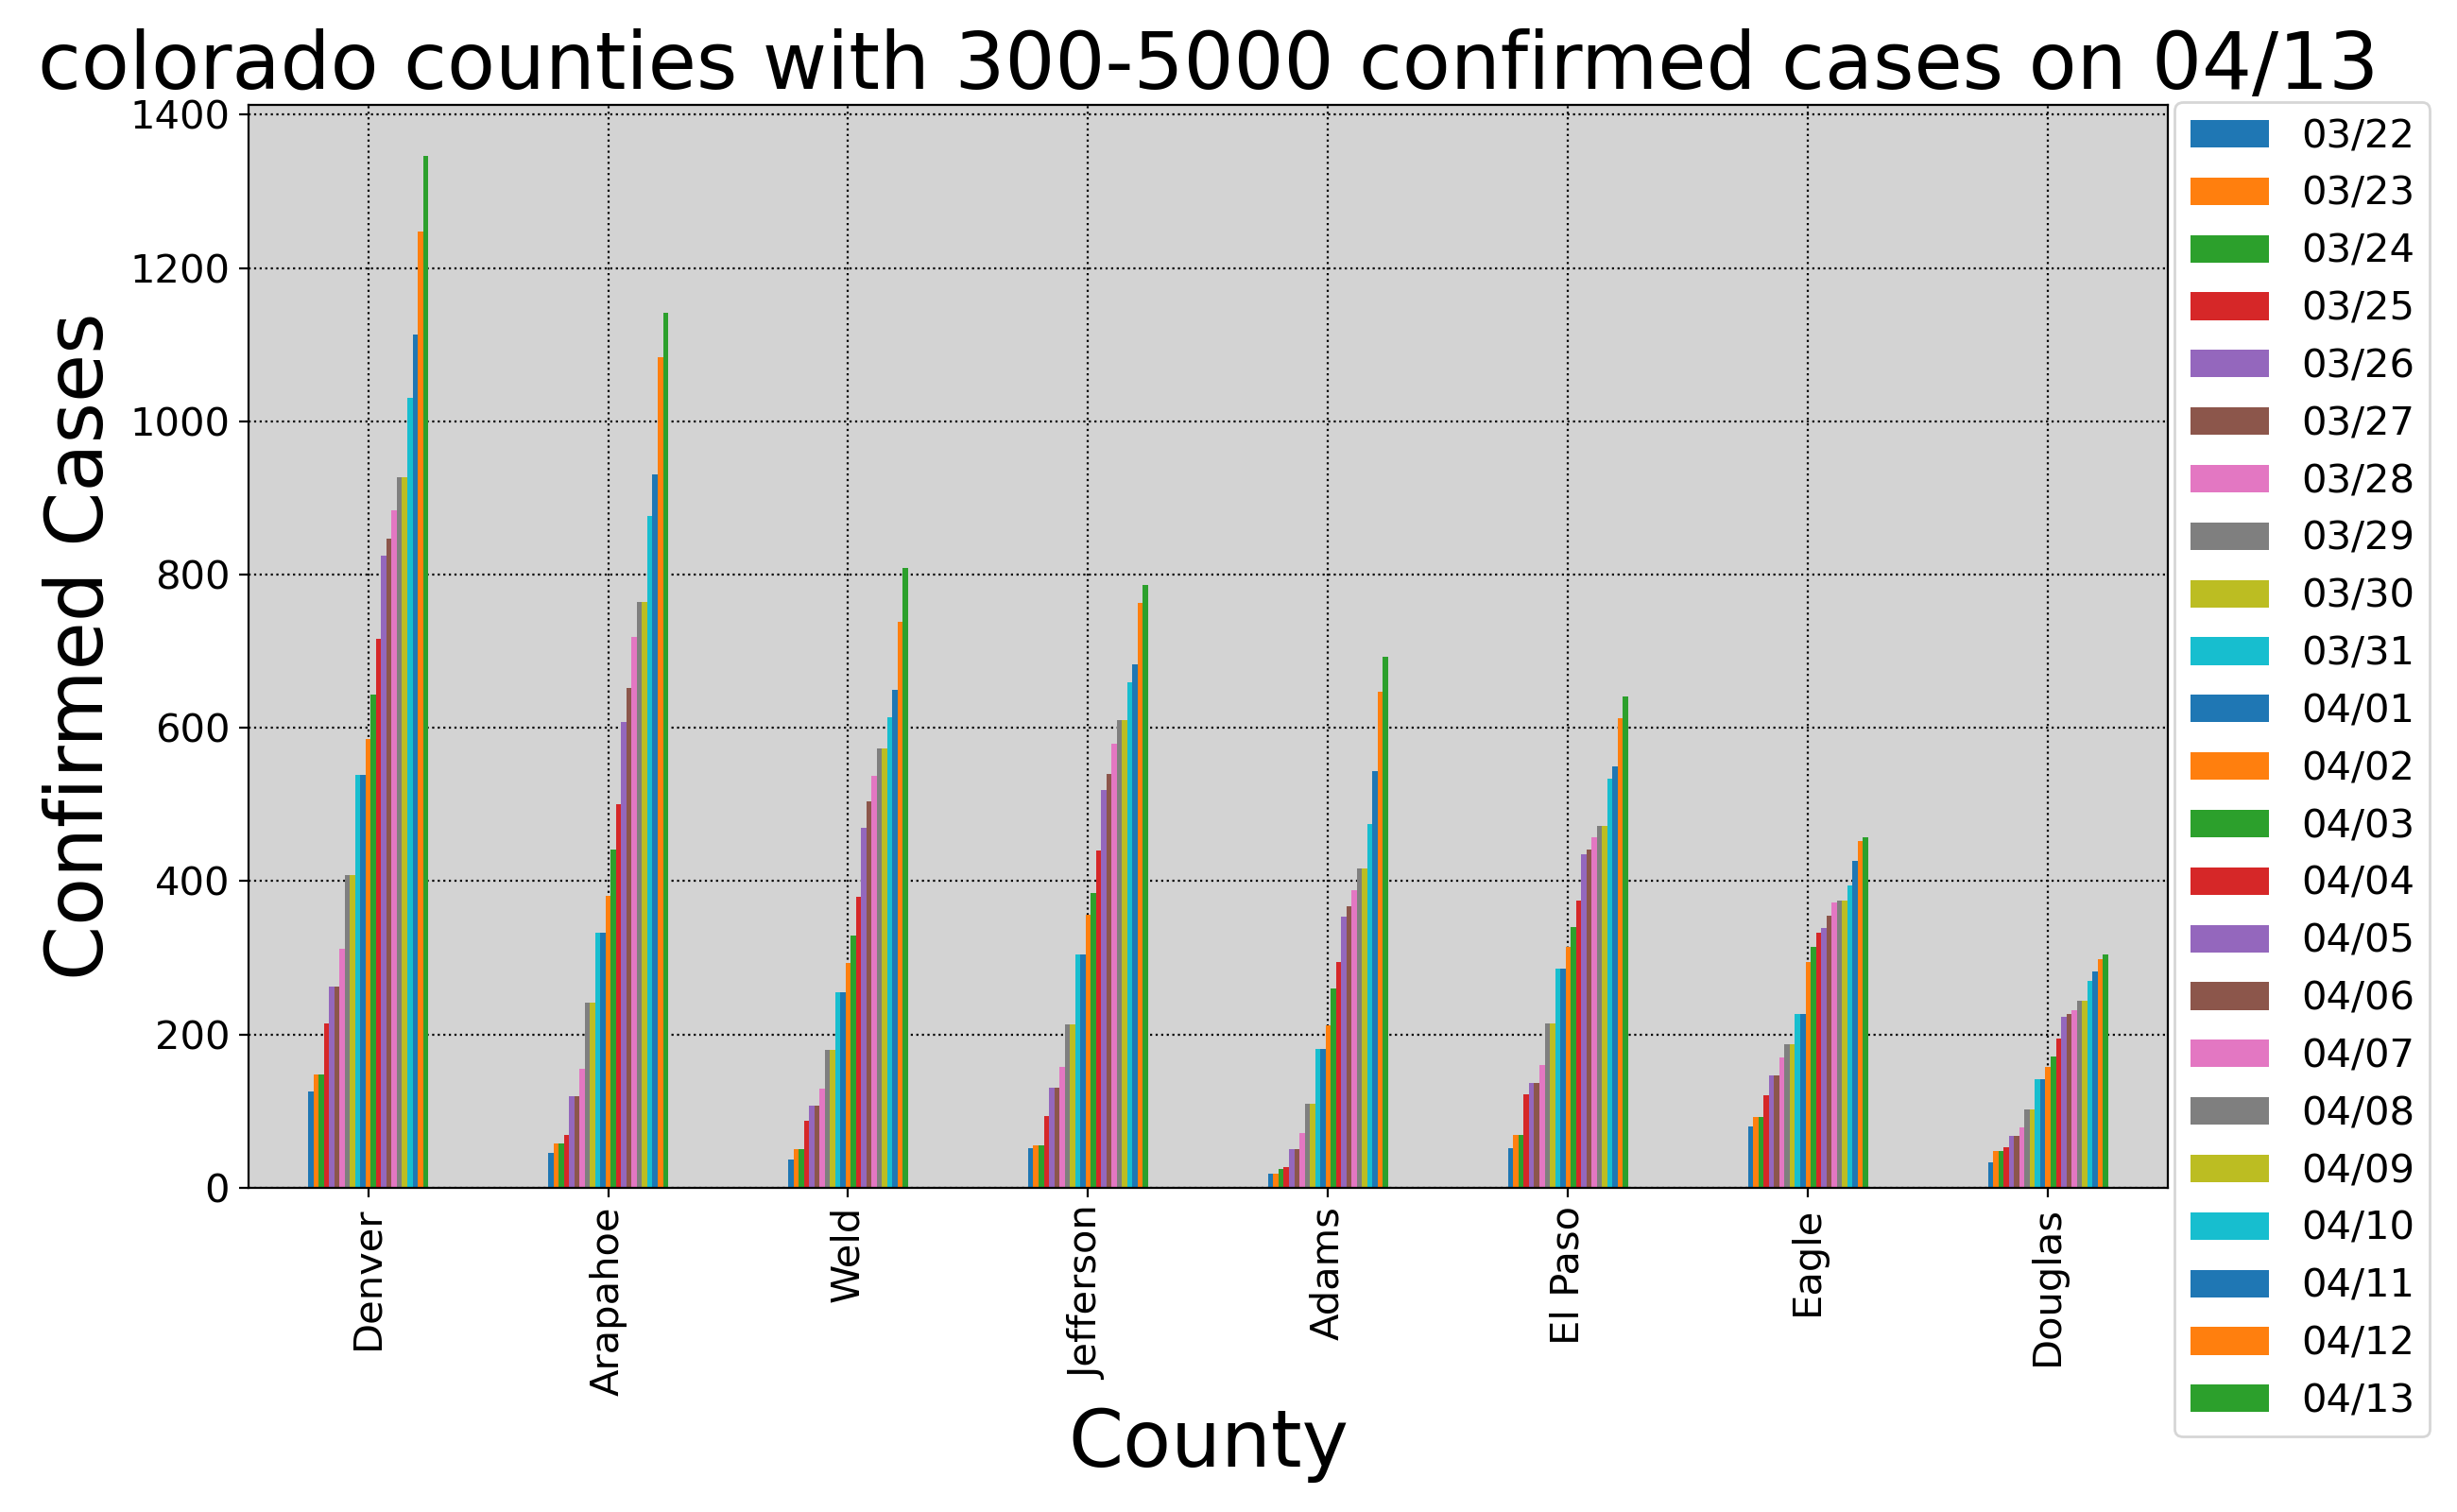 colorado counties with 300-5000 confirmed cases on 04/13
Confirmed Cases
1400
1200
1000
800
600
400
200
0
Denver
Arapahoe
Weld
Jefferson
Adams
El Paso
Eagle
Douglas
County
03/22
03/23
03/24
03/25
03/26
03/27
03/28
03/29
03/30
03/31
04/01
04/02
04/03
04/04
04/05
04/06
04/07
04/08
04/09
04/10
04/11
04/12
04/13